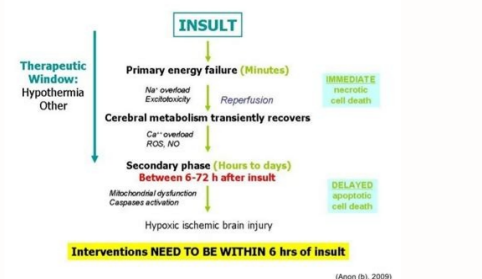 INSULT
Therapeutic
Window:
Hypothermia
Other
Primary energy failure (Minutes)
Na⁺ overload
Excitotoxicity
Reperfusion
IMMEDIATE
necrotic
cell death
Cerebral metabolism transiently recovers
Ca⁺⁺ overload
ROS, NO
Secondary phase (Hours to days)
Between 6-72 h after insult
Mitochondrial dysfunction
Caspases activation
DELAYED
apoptotic
cell death
Hypoxic ischemic brain injury
Interventions NEED TO BE WITHIN 6 hrs of insult
(Anon (b), 2009)